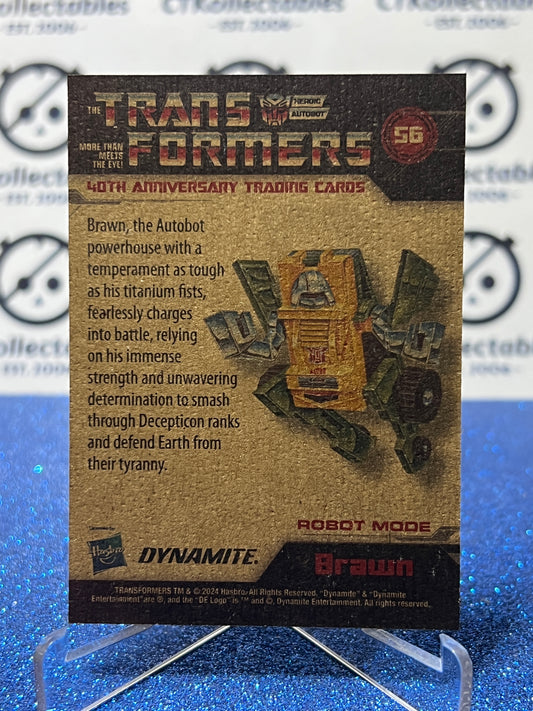 CTKollectables
EST. 2006
THE TRANS HEROIC AUTOBOT
MORE THAN MEETS THE EYE! FORMERS 56
40TH ANNIVERSARY TRADING CARDS
Brawn, the Autobot
powerhouse with a
temperament as tough
as his titanium fists,
fearlessly charges
into battle, relying
on his immense
strength and unwavering
determination to smash
through Decepticon ranks
and defend Earth from
their tyranny.
ROBOT MODE
Hasbro DYNAMITE. Brawn
TRANSFORMERS TM & © 2024 Hasbro. All Rights Reserved. "Dynamite" & "Dynamite
Entertainment" are ®, and the "DE Logo" is ™ and ©, Dynamite Entertainment. All rights reserved.